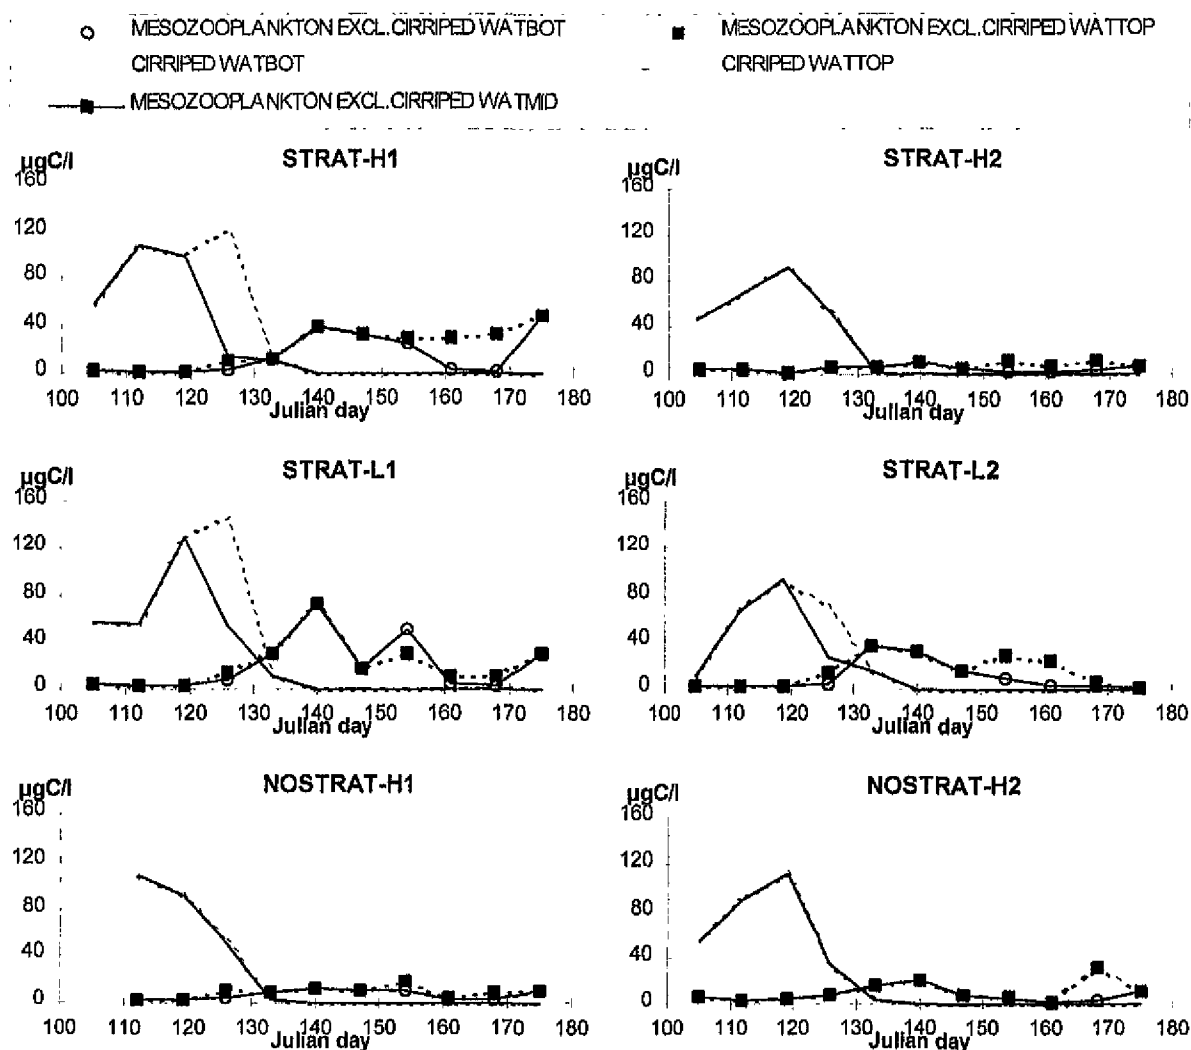 MESOZOOPLANKTON EXCL.CIRRIPED WATBOT
MESOZOOPLANKTON EXCL.CIRRIPED WATTOP
CIRRIPED WATBOT
CIRRIPED WATTOP
MESOZOOPLANKTON EXCL.CIRRIPED WATMID
µgC/l STRAT-H1
160
120
80
40
0
100 110 120 130 140 150 160 170 180
Julian day
µgC/l STRAT-H2
160
120
80
40
0
100 110 120 130 140 150 160 170 180
Julian day
µgC/l STRAT-L1
160
120
80
40
0
100 110 120 130 140 150 160 170 180
Julian day
µgC/l STRAT-L2
160
120
80
40
0
100 110 120 130 140 150 160 170 180
Julian day
µgC/l NOSTRAT-H1
160
120
80
40
0
100 110 120 130 140 150 160 170 180
Julian day
µgC/l NOSTRAT-H2
160
120
80
40
0
100 110 120 130 140 150 160 170 180
Julian day